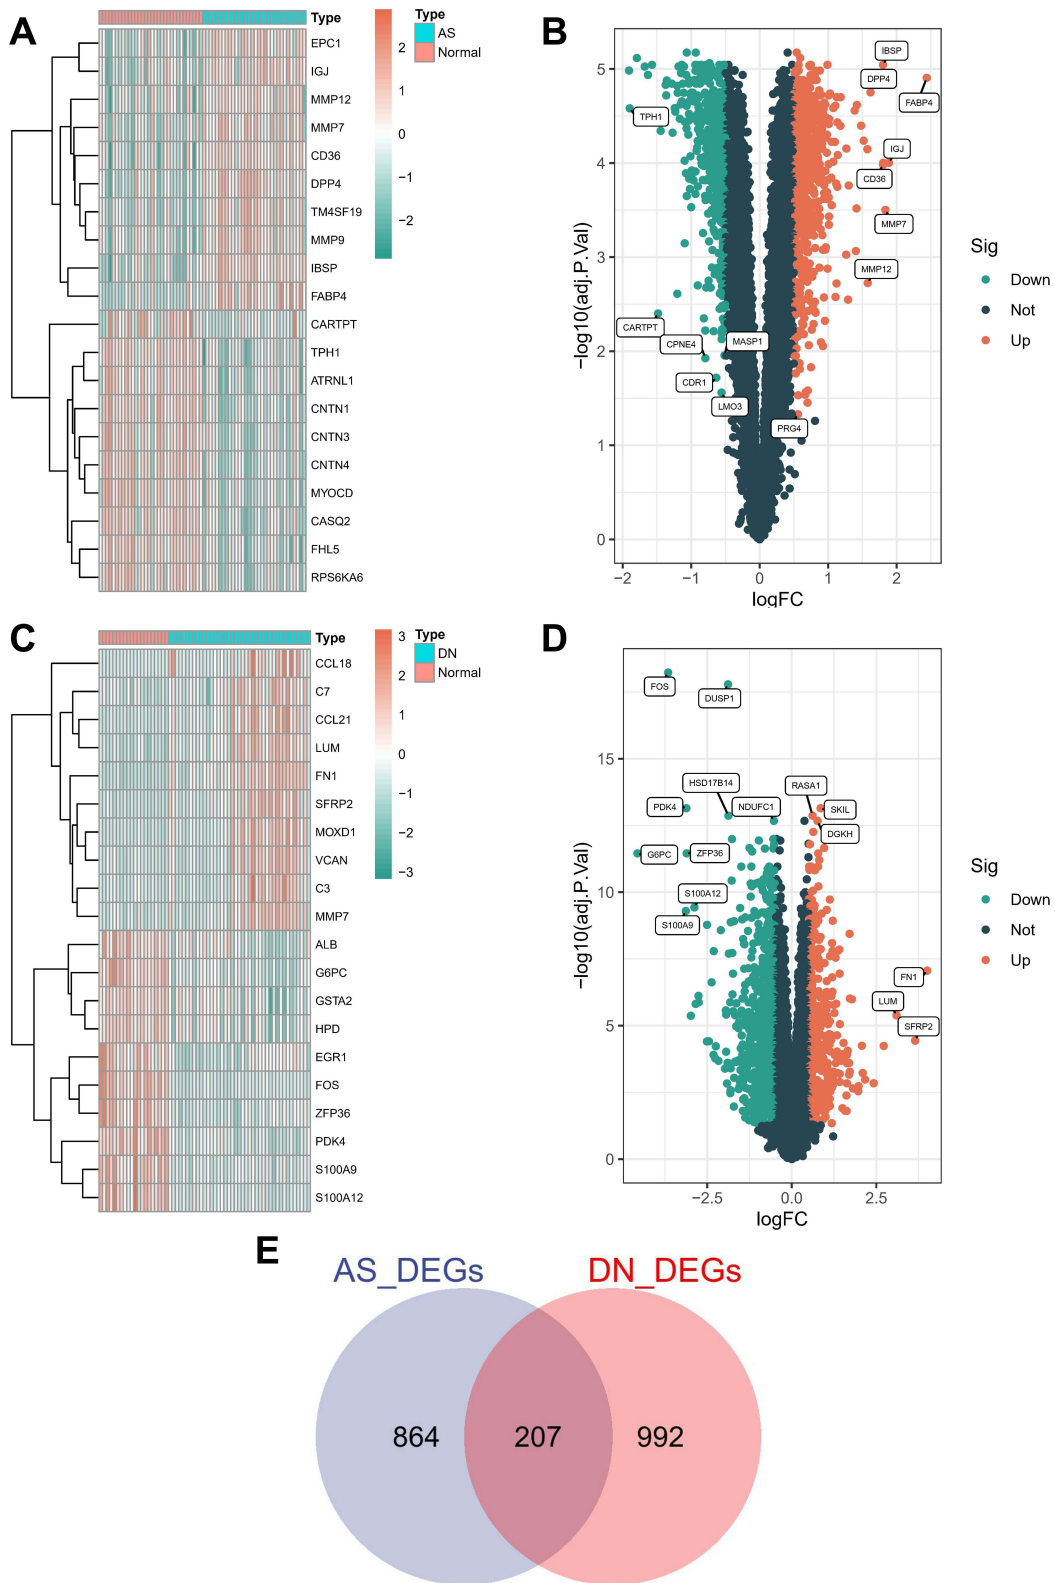 A
Type
EPC1
IGJ
MMP12
MMP7
CD36
DPP4
TM4SF19
MMP9
IBSP
FABP4
CARTPT
TPH1
ATRNL1
CNTN1
CNTN3
CNTN4
MYOCD
CASQ2
FHL5
RPS6KA6
2
1
0
−1
−2
Type
AS
Normal
B
IBSP
DPP4
FABP4
TPH1
IGJ
CD36
MMP7
MMP12
CARTPT
CPNE4
MASP1
CDR1
LMO3
PRG4
5
4
3
2
1
0
−log10(adj.P.Val)
−2
−1
0
1
2
logFC
Sig
Down
Not
Up
C
Type
CCL18
C7
CCL21
LUM
FN1
SFRP2
MOXD1
VCAN
C3
MMP7
ALB
G6PC
GSTA2
HPD
EGR1
FOS
ZFP36
PDK4
S100A9
S100A12
3
2
1
0
−1
−2
−3
Type
DN
Normal
D
FOS
DUSP1
HSD17B14
RASA1
PDK4
NDUFC1
SKIL
DGKH
G6PC
ZFP36
S100A12
S100A9
FN1
LUM
SFRP2
15
10
5
0
−log10(adj.P.Val)
−2.5
0.0
2.5
logFC
Sig
Down
Not
Up
E
AS_DEGs
DN_DEGs
864
207
992